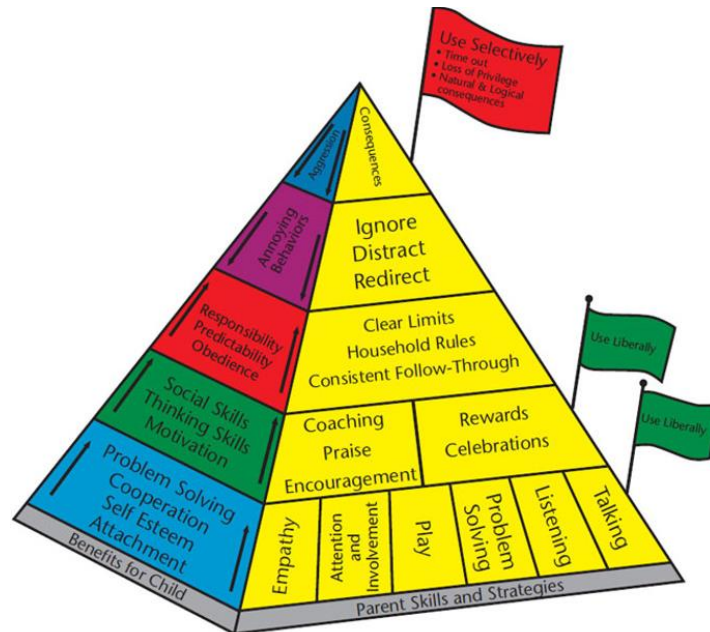 Use Selectively
• Time out
• Loss of Privilege
• Natural & Logical
consequences
Aggression
Consequences
Annoying
Behaviors
Ignore
Distract
Redirect
Responsibility
Predictability
Obedience
Clear Limits
Household Rules
Consistent Follow-Through
Use Liberally
Social Skills
Thinking Skills
Motivation
Coaching
Praise
Encouragement
Rewards
Celebrations
Use Liberally
Problem Solving
Cooperation
Self Esteem
Attachment
Empathy
Attention
and
Involvement
Play
Problem
Solving
Listening
Talking
Benefits for Child
Parent Skills and Strategies